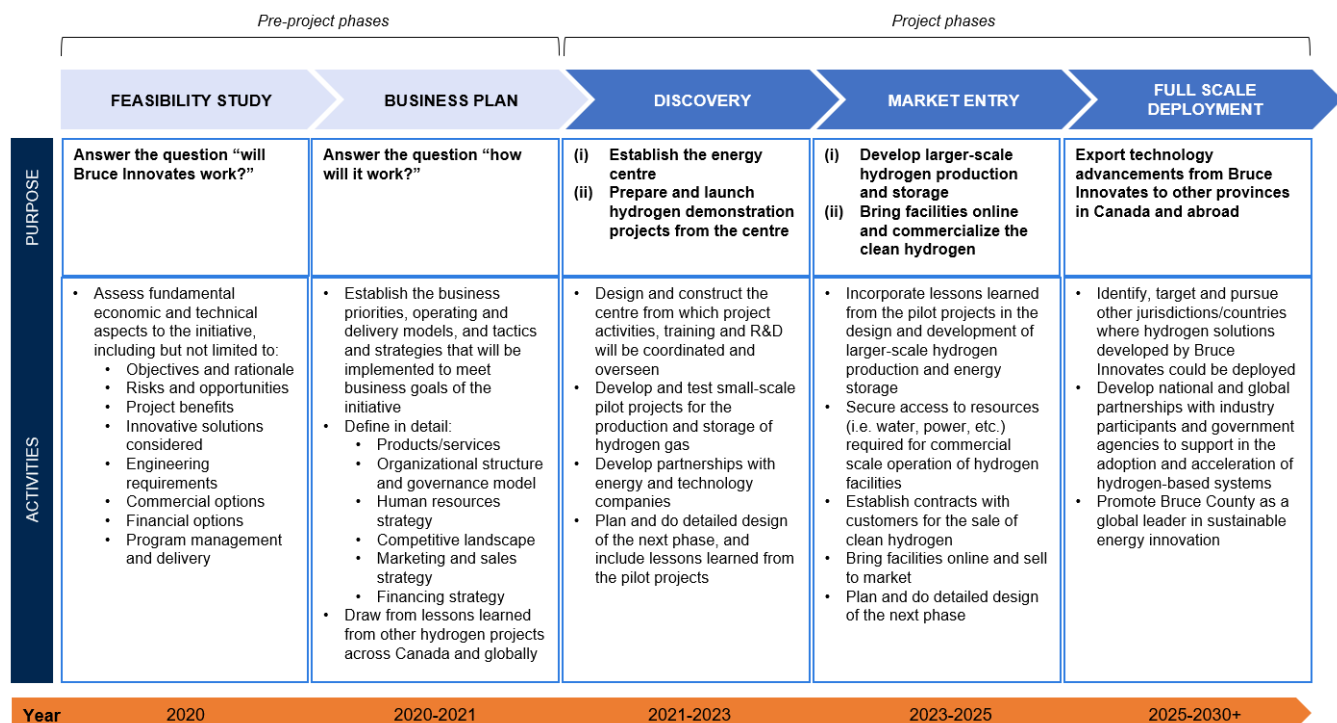 Pre-project phases
Project phases
FEASIBILITY STUDY
BUSINESS PLAN
DISCOVERY
MARKET ENTRY
FULL SCALE
DEPLOYMENT
PURPOSE
Answer the question “will
Bruce Innovates work?”
Answer the question “how
will it work?”
(i) Establish the energy
centre
(ii) Prepare and launch
hydrogen demonstration
projects from the centre
(i) Develop larger-scale
hydrogen production
and storage
(ii) Bring facilities online
and commercialize the
clean hydrogen
Export technology
advancements from Bruce
Innovates to other provinces
in Canada and abroad
ACTIVITIES
• Assess fundamental
economic and technical
aspects to the initiative,
including but not limited to:
• Objectives and rationale
• Risks and opportunities
• Project benefits
• Innovative solutions
considered
• Engineering
requirements
• Commercial options
• Financial options
• Program management
and delivery
• Establish the business
priorities, operating and
delivery models, and tactics
and strategies that will be
implemented to meet
business goals of the
initiative
• Define in detail:
• Products/services
• Organizational structure
and governance model
• Human resources
strategy
• Competitive landscape
• Marketing and sales
strategy
• Financing strategy
• Draw from lessons learned
from other hydrogen projects
across Canada and globally
• Design and construct the
centre from which project
activities, training and R&D
will be coordinated and
overseen
• Develop and test small-scale
pilot projects for the
production and storage of
hydrogen gas
• Develop partnerships with
energy and technology
companies
• Plan and do detailed design
of the next phase, and
include lessons learned from
the pilot projects
• Incorporate lessons learned
from the pilot projects in the
design and development of
larger-scale hydrogen
production and energy
storage
• Secure access to resources
(i.e. water, power, etc.)
required for commercial
scale operation of hydrogen
facilities
• Establish contracts with
customers for the sale of
clean hydrogen
• Bring facilities online and sell
to market
• Plan and do detailed design
of the next phase
• Identify, target and pursue
other jurisdictions/countries
where hydrogen solutions
developed by Bruce
Innovates could be deployed
• Develop national and global
partnerships with industry
participants and government
agencies to support in the
adoption and acceleration of
hydrogen-based systems
• Promote Bruce County as a
global leader in sustainable
energy innovation
Year
2020
2020-2021
2021-2023
2023-2025
2025-2030+